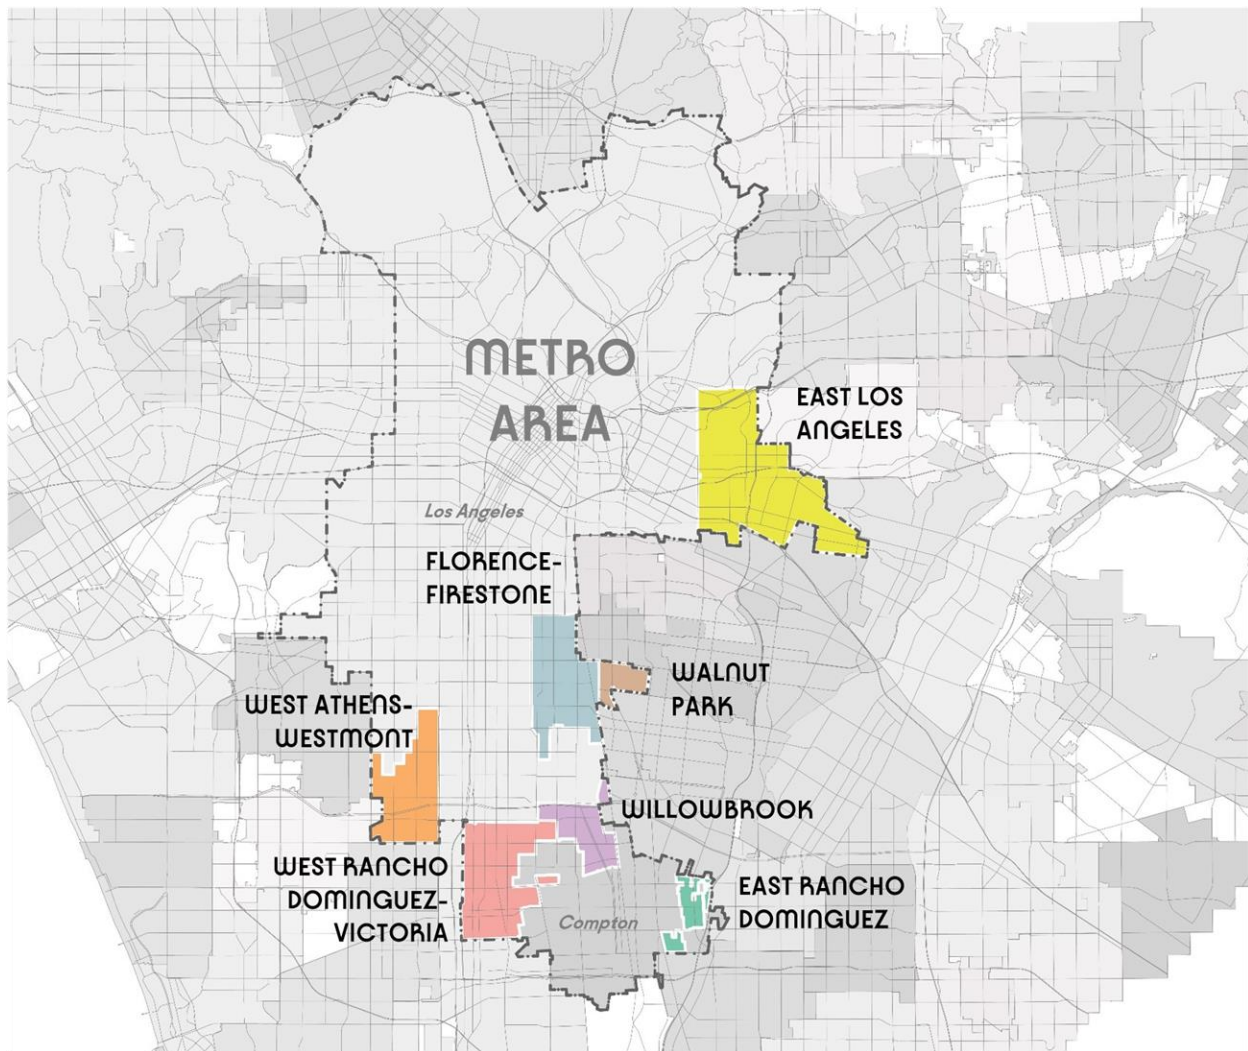 METRO
AREA
EAST LOS
ANGELES
Los Angeles
FLORENCE-
FIRESTONE
WALNUT
PARK
WEST ATHENS-
WESTMONT
WILLOWBROOK
WEST RANCHO
DOMINGUEZ-
VICTORIA
EAST RANCHO
DOMINGUEZ
Compton